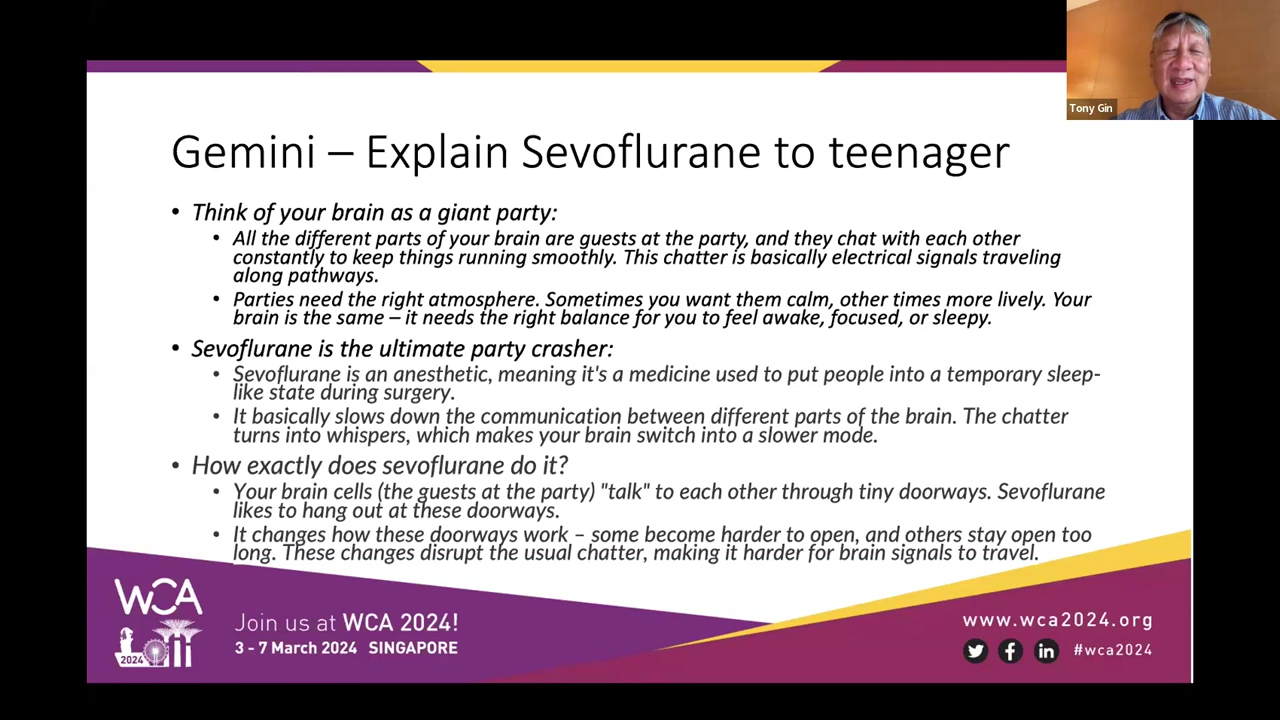 Tony Gin
Gemini – Explain Sevoflurane to teenager
• Think of your brain as a giant party:
• All the different parts of your brain are guests at the party, and they chat with each other
constantly to keep things running smoothly. This chatter is basically electrical signals traveling
along pathways.
• Parties need the right atmosphere. Sometimes you want them calm, other times more lively. Your
brain is the same – it needs the right balance for you to feel awake, focused, or sleepy.
• Sevoflurane is the ultimate party crasher:
• Sevoflurane is an anesthetic, meaning it's a medicine used to put people into a temporary sleep-
like state during surgery.
• It basically slows down the communication between different parts of the brain. The chatter
turns into whispers, which makes your brain switch into a slower mode.
• How exactly does sevoflurane do it?
• Your brain cells (the guests at the party) "talk" to each other through tiny doorways. Sevoflurane
likes to hang out at these doorways.
• It changes how these doorways work – some become harder to open, and others stay open too
long. These changes disrupt the usual chatter, making it harder for brain signals to travel.
WCA
2024
Join us at WCA 2024!
3 - 7 March 2024 SINGAPORE
www.wca2024.org
#wca2024